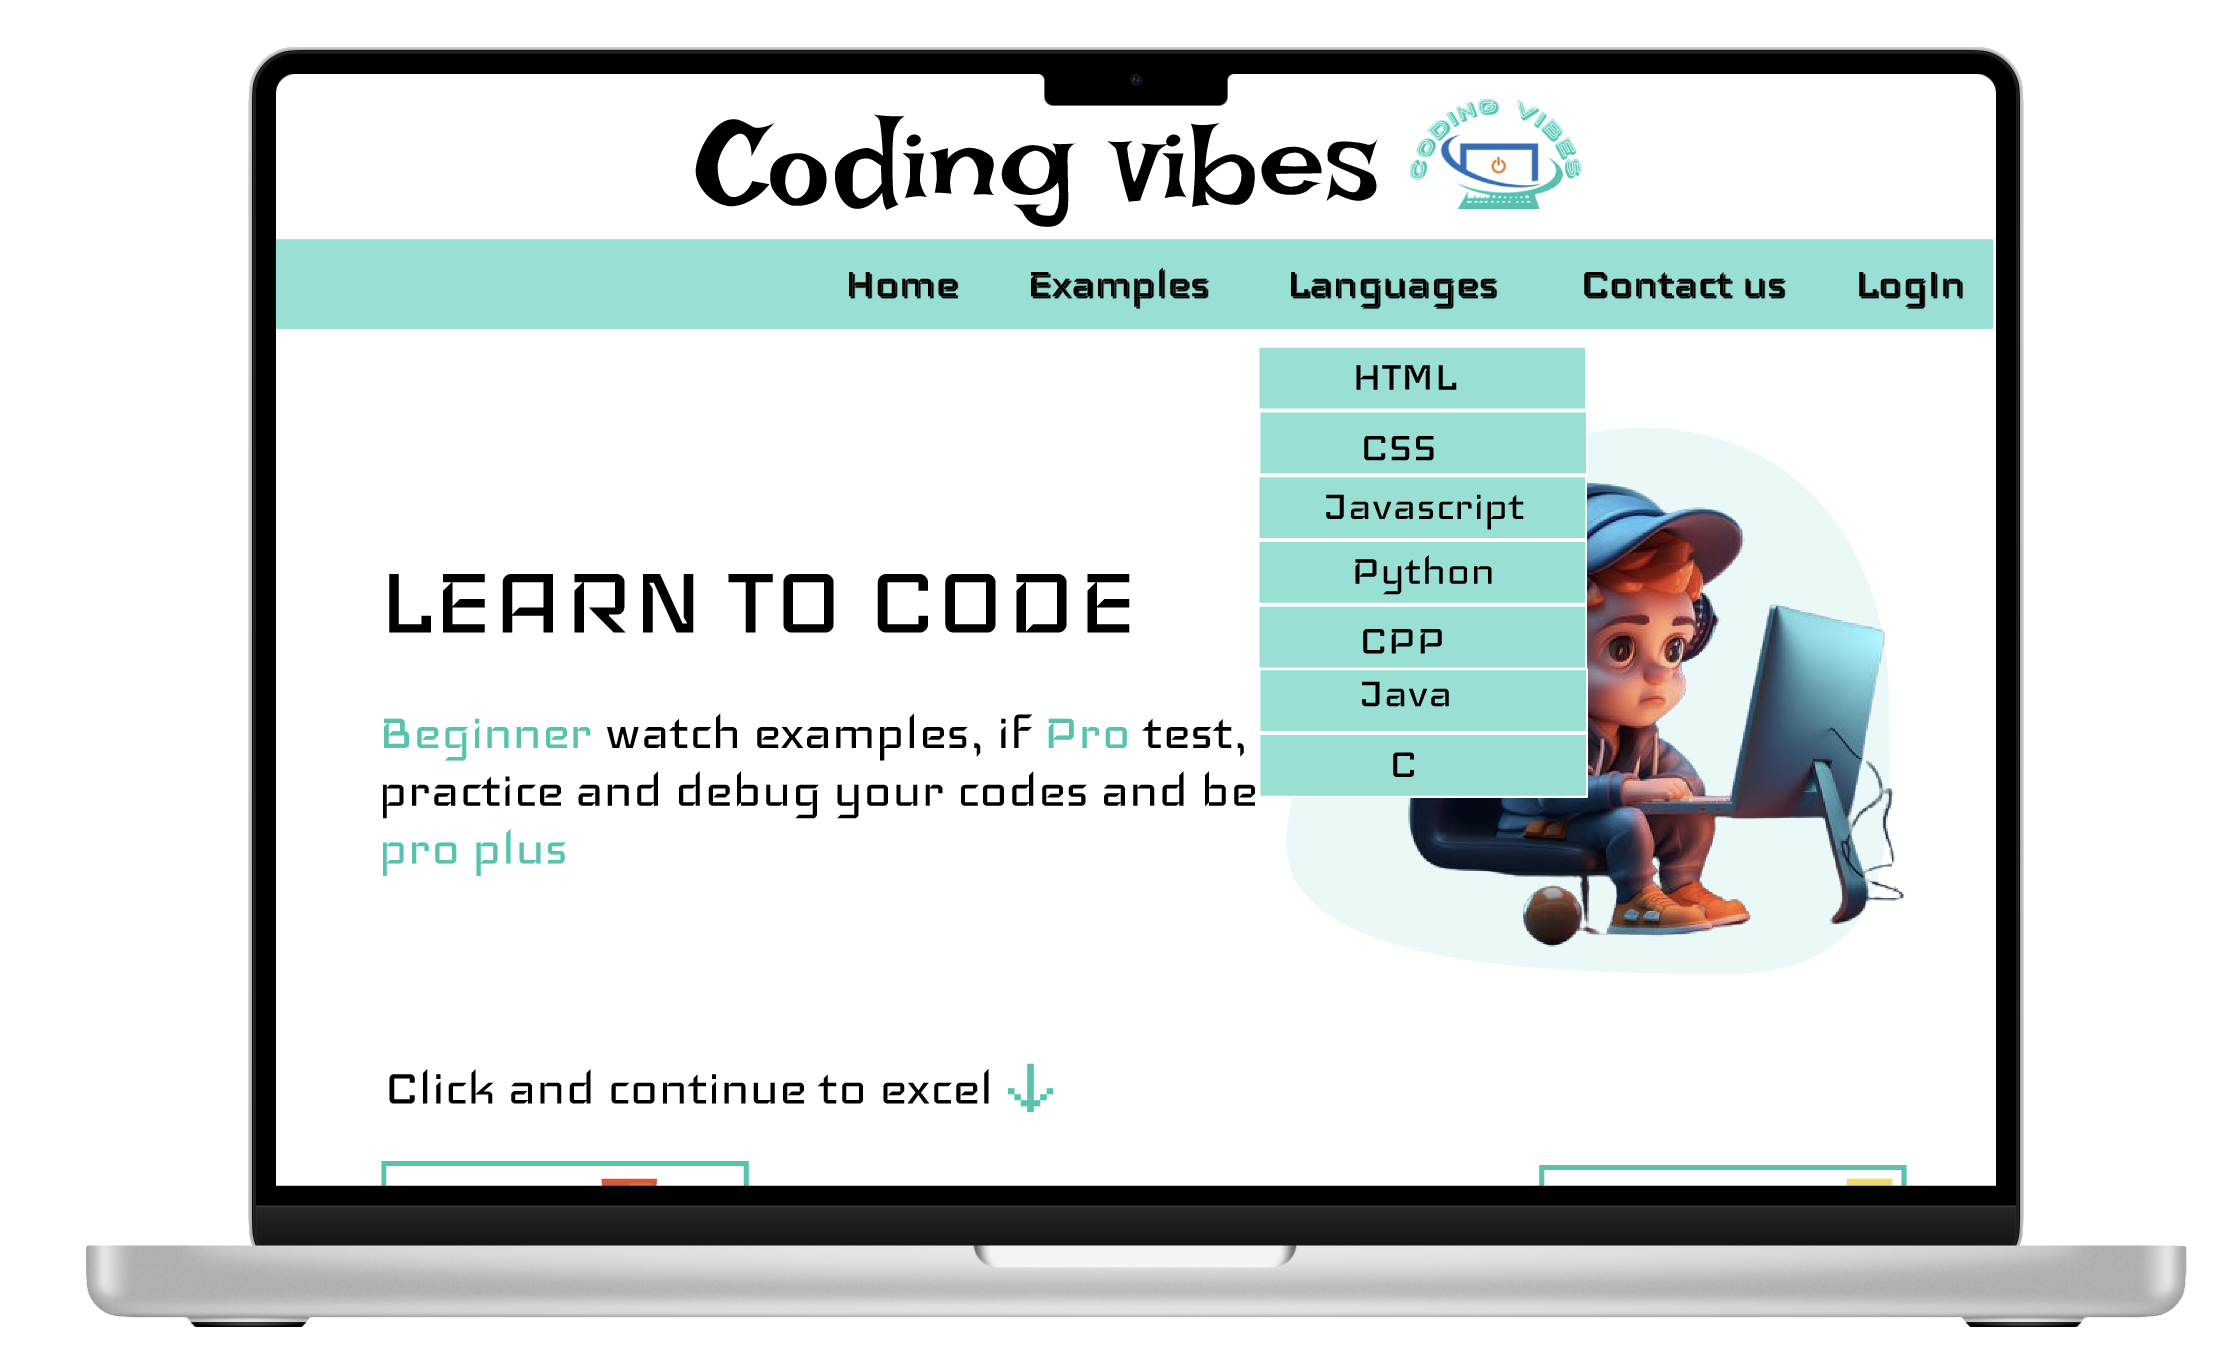 Coding vibes
CODING VIBES
Home Examples Languages Contact us LogIn
HTML
CSS
Javascript
Python
CPP
Java
C
LEARN TO CODE
Beginner watch examples, if Pro test,
practice and debug your codes and be
pro plus
Click and continue to excel